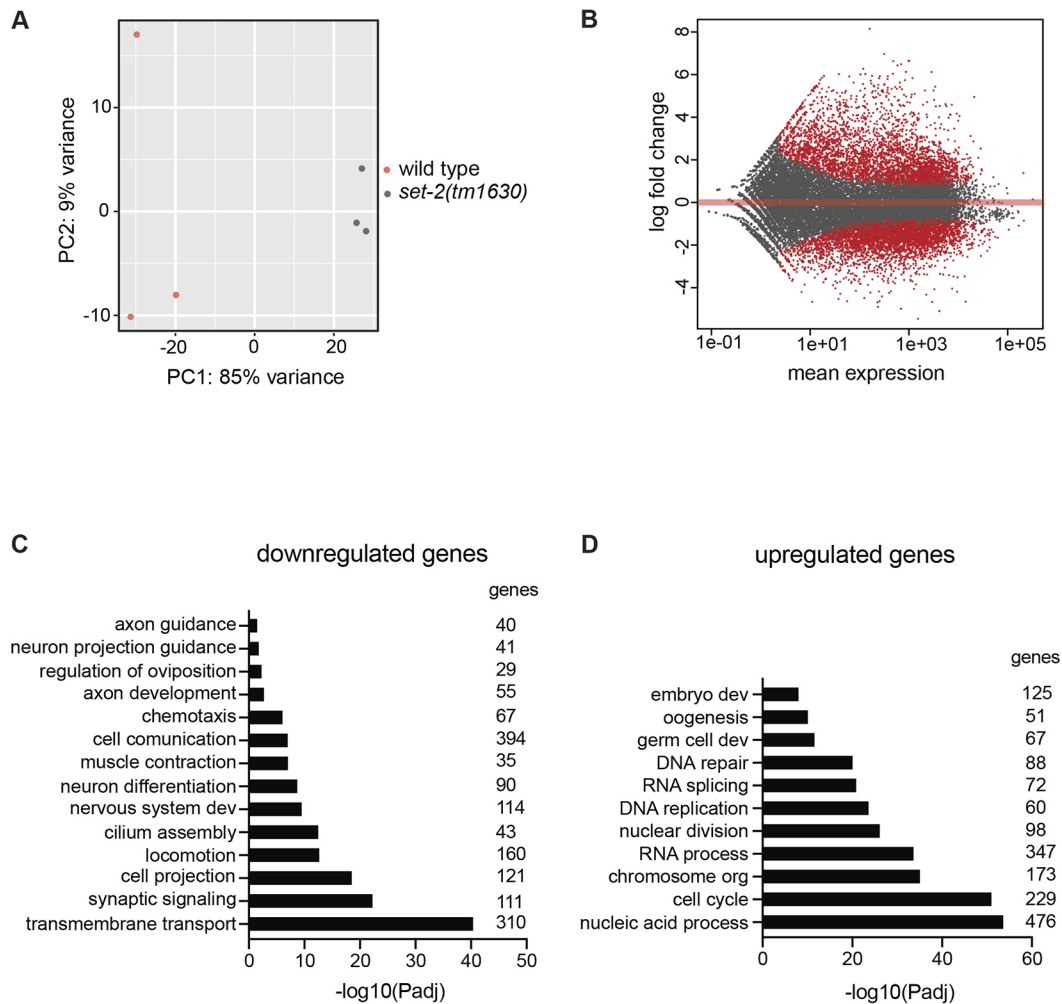 A
PC2: 9% variance
10
0
-10
-20
0
20
PC1: 85% variance
wild type
set-2(tm1630)
B
log fold change
8
6
4
2
0
-2
-4
1e-01
1e+01
1e+03
1e+05
mean expression
C
downregulated genes
genes
axon guidance 40
neuron projection guidance 41
regulation of oviposition 29
axon development 55
chemotaxis 67
cell comunication 394
muscle contraction 35
neuron differentiation 90
nervous system dev 114
cilium assembly 43
locomotion 160
cell projection 121
synaptic signaling 111
transmembrane transport 310
0 10 20 30 40 50
-log10(Padj)
D
upregulated genes
genes
embryo dev 125
oogenesis 51
germ cell dev 67
DNA repair 88
RNA splicing 72
DNA replication 60
nuclear division 98
RNA process 347
chromosome org 173
cell cycle 229
nucleic acid process 476
0 20 40 60
-log10(Padj)